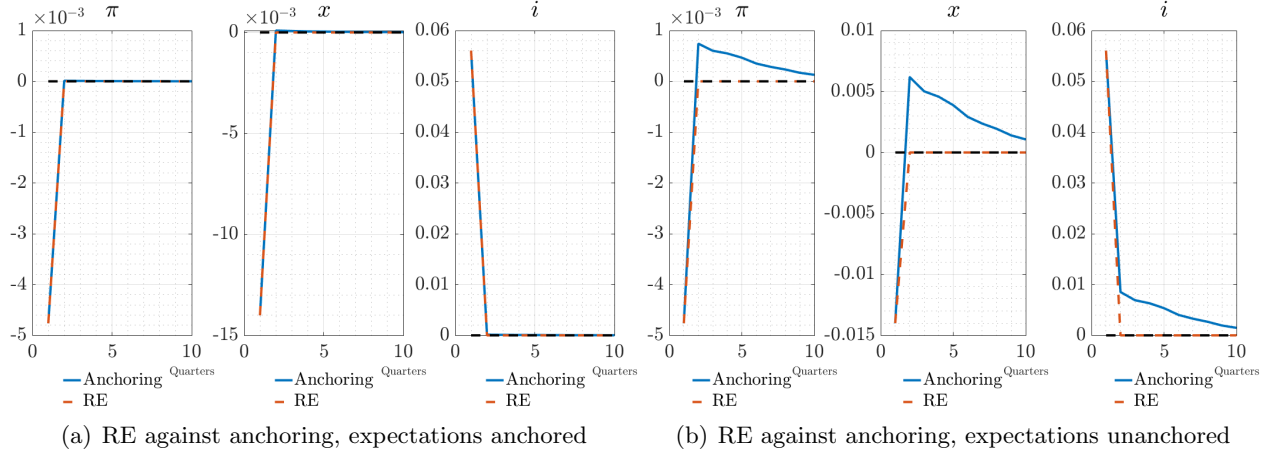 π
×10⁻³
1
0
-1
-2
-3
-4
-5
0 5 10
Quarters
Anchoring
RE
x
×10⁻³
0
-5
-10
-15
0 5 10
Quarters
Anchoring
RE
i
0.06
0.05
0.04
0.03
0.02
0.01
0
0 5 10
Quarters
Anchoring
RE
(a) RE against anchoring, expectations anchored
π
×10⁻³
1
0
1
-2
-3
-4
-5
0 5 10
Quarters
Anchoring
RE
x
0.01
0.005
0
-0.005
-0.01
-0.015
0 5 10
Quarters
Anchoring
RE
i
0.06
0.05
0.04
0.03
0.02
0.01
0
0 5 10
Quarters
Anchoring
RE
(b) RE against anchoring, expectations unanchored